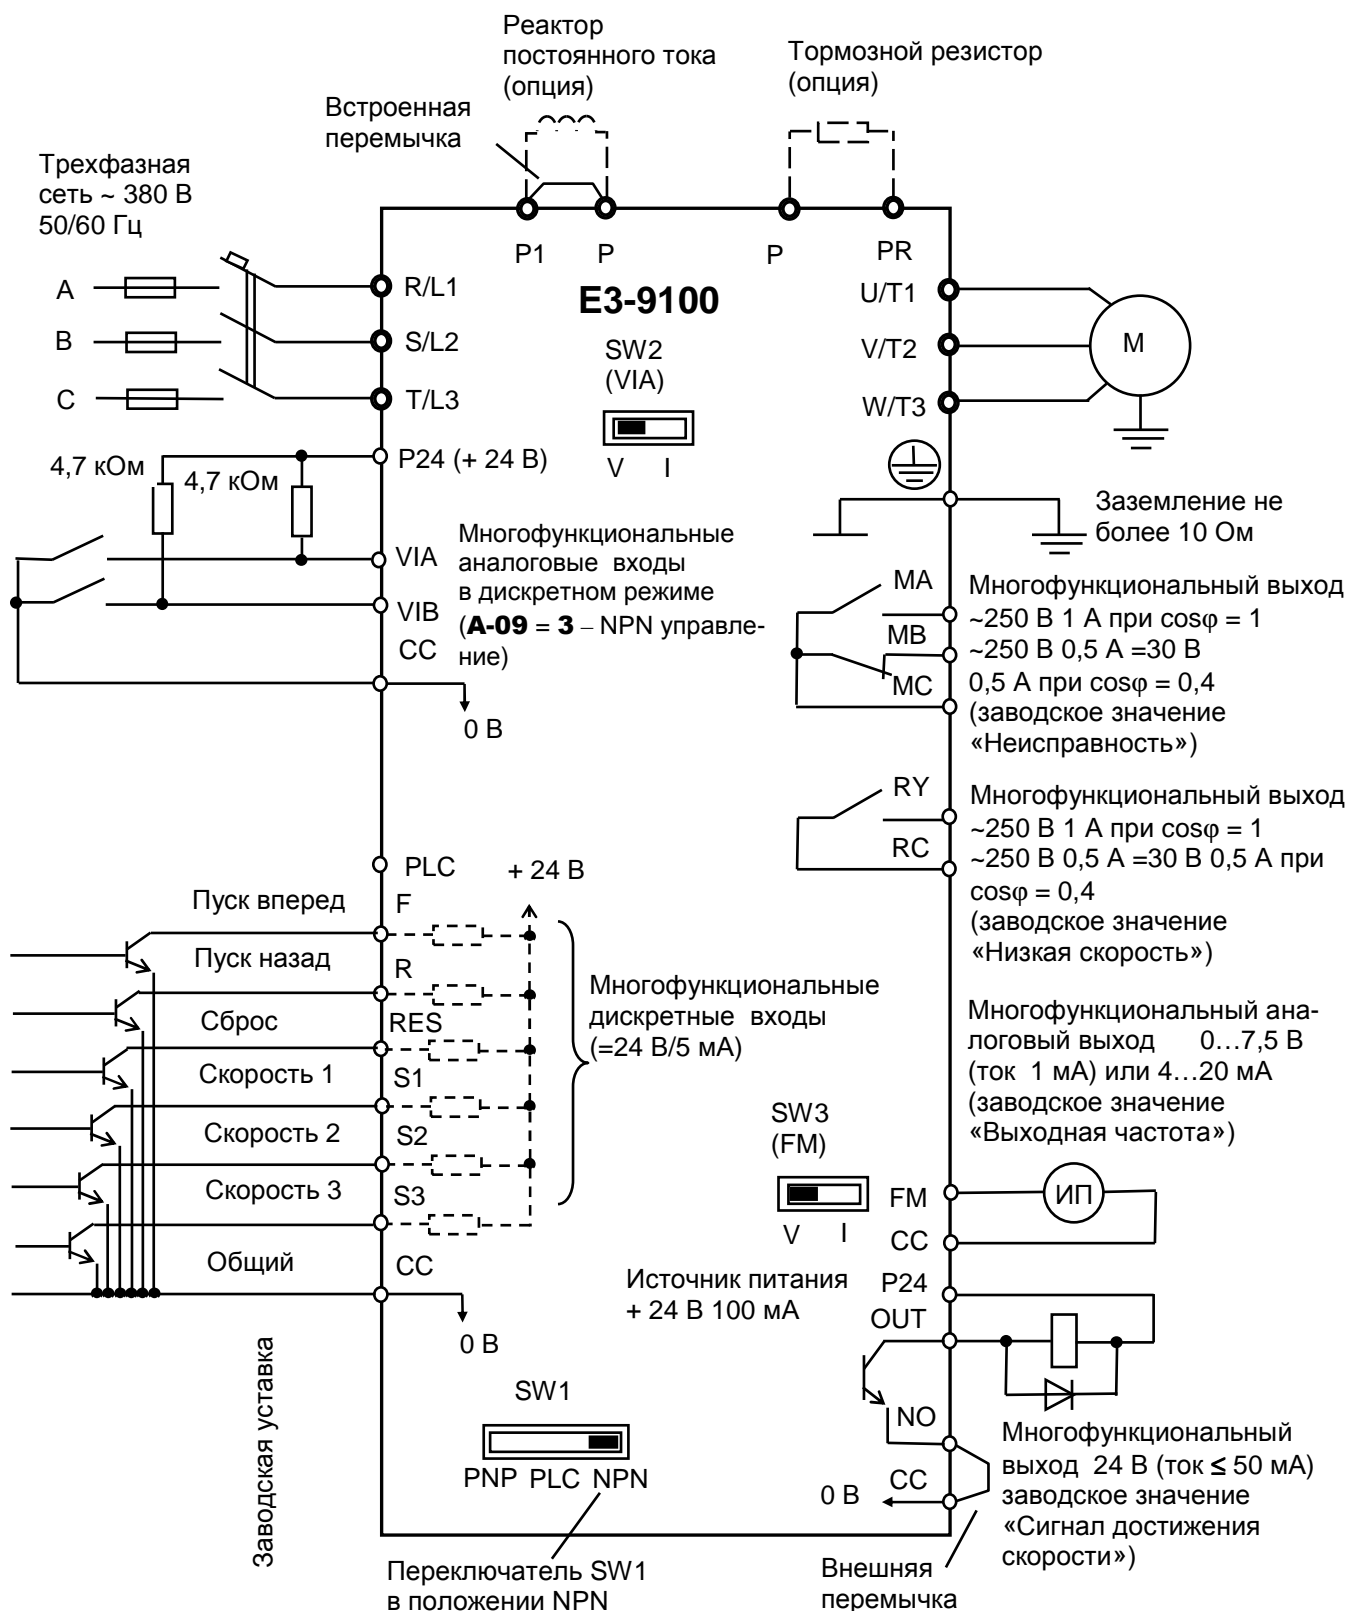 Реактор
постоянного тока
(опция)
Тормозной резистор
(опция)
Встроенная
перемычка
Трехфазная
сеть ~ 380 В
50/60 Гц
P1
P
P
PR
E3-9100
A
R/L1
U/T1
B
S/L2
V/T2
M
C
T/L3
W/T3
SW2
(VIA)
V
I
P24 (+ 24 В)
4,7 кОм
4,7 кОм
Заземление не
более 10 Ом
VIA
VIB
CC
0 В
Многофункциональные
аналоговые входы
в дискретном режиме
(A-09 = 3 – NPN управле-
ние)
MA
MB
MC
Многофункциональный выход
~250 В 1 А при cosφ = 1
~250 В 0,5 А =30 В
0,5 А при cosφ = 0,4
(заводское значение
«Неисправность»)
RY
RC
Многофункциональный выход
~250 В 1 А при cosφ = 1
~250 В 0,5 А =30 В 0,5 А при
cosφ = 0,4
(заводское значение
«Низкая скорость»)
PLC
+ 24 В
Пуск вперед
F
Пуск назад
R
Сброс
RES
Скорость 1
S1
Скорость 2
S2
Скорость 3
S3
Общий
CC
0 В
Многофункциональные
дискретные входы
(=24 В/5 мА)
Многофункциональный ана-
логовый выход 0…7,5 В
(ток 1 мА) или 4…20 мА
(заводское значение
«Выходная частота»)
SW3
(FM)
V
I
FM
ИП
CC
Источник питания
+ 24 В 100 мА
P24
OUT
NO
CC
0 В
Многофункциональный
выход 24 В (ток ≤ 50 мА)
заводское значение
«Сигнал достижения
скорости»)
Заводская уставка
SW1
PNP PLC NPN
Переключатель SW1
в положении NPN
Внешняя
перемычка